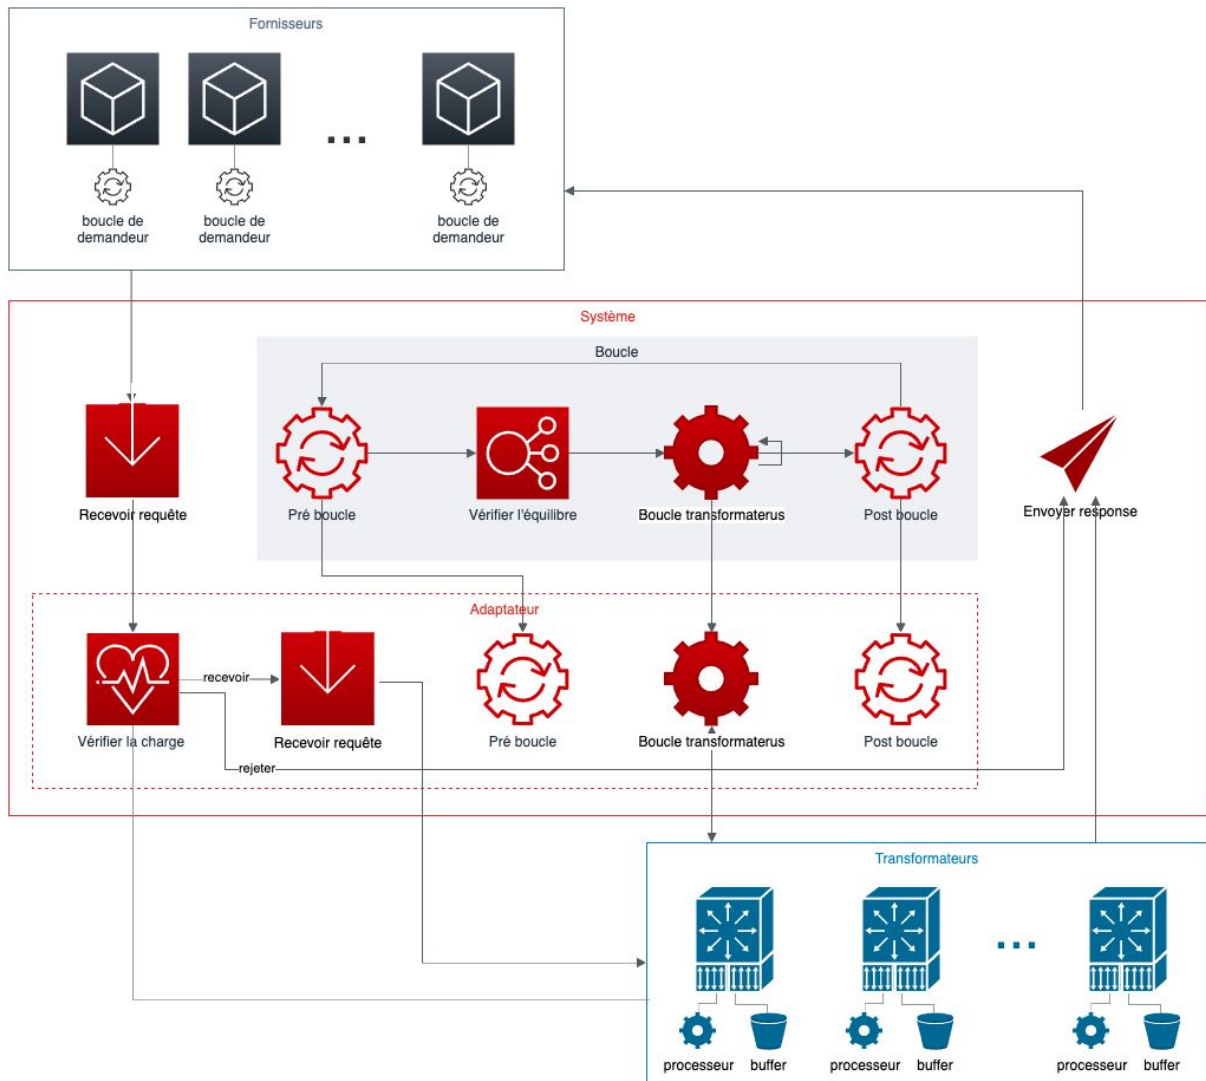 Fornisseurs
...
boucle de
demandeur
boucle de
demandeur
boucle de
demandeur
Système
Boucle
Recevoir requête
Pré boucle
Vérifier l'équilibre
Boucle transformaterus
Post boucle
Envoyer response
Adaptateur
recevoir
Vérifier la charge
Recevoir requête
Pré boucle
Boucle transformaterus
Post boucle
rejeter
Transformateurs
...
processeur
buffer
processeur
buffer
processeur
buffer